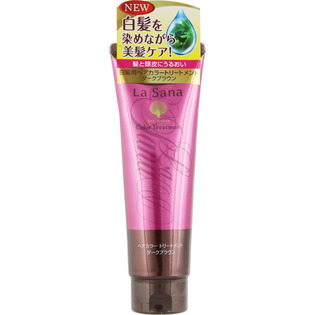 NEW
白髪を
染めながら
美髪ケア!
髪と頭皮にうるおい
白髪用ヘアカラートリートメント
ダークブラウン
La Sana
Color Treatment
ヘアカラー トリートメント
ダークブラウン